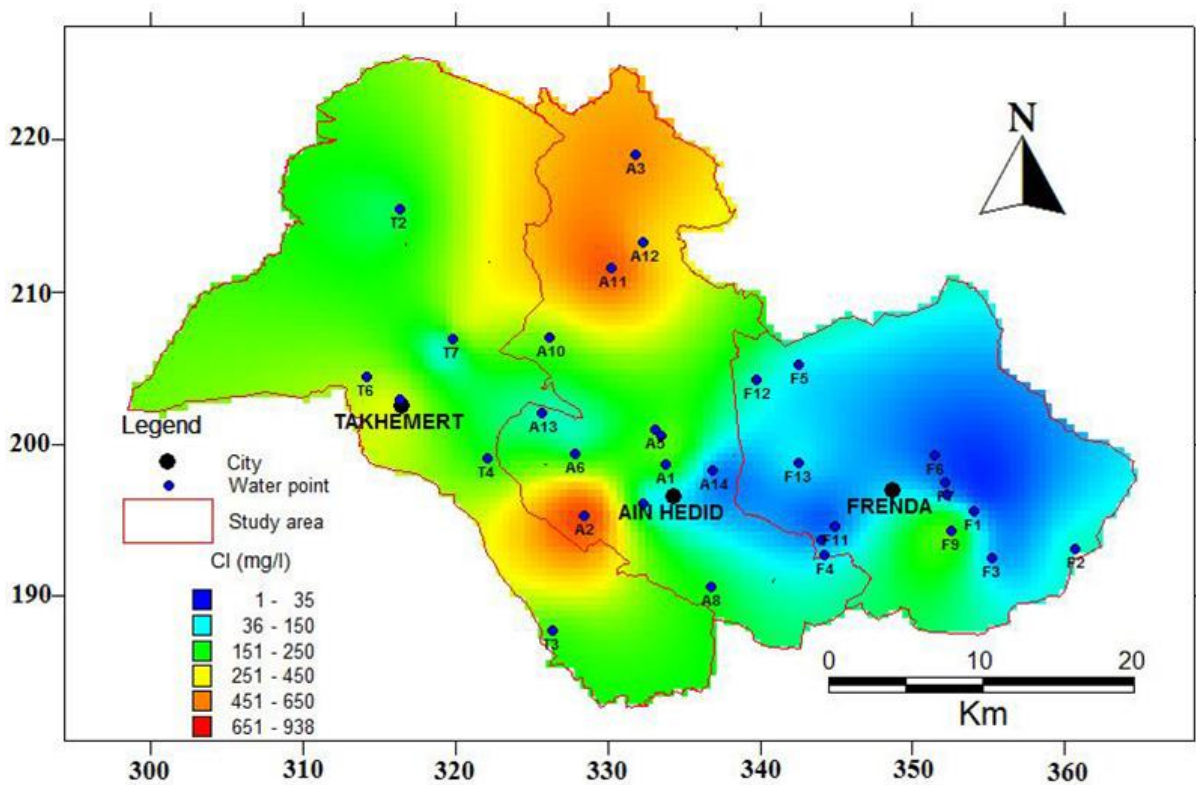 220
210
200
190
N
A3
T2
A12
A11
T7
A10
F5
F12
T6
TAKHEMERT
A13
A5
T4
A6
A1
A14
F13
F6
F7
FRENDA
AIN HEDID
A2
F1
F11
F9
F4
F3
F2
A8
T3
Legend
City
Water point
Study area
Cl (mg/l)
1 - 35
36 - 150
151 - 250
251 - 450
451 - 650
651 - 938
0 10 20
Km
300 310 320 330 340 350 360